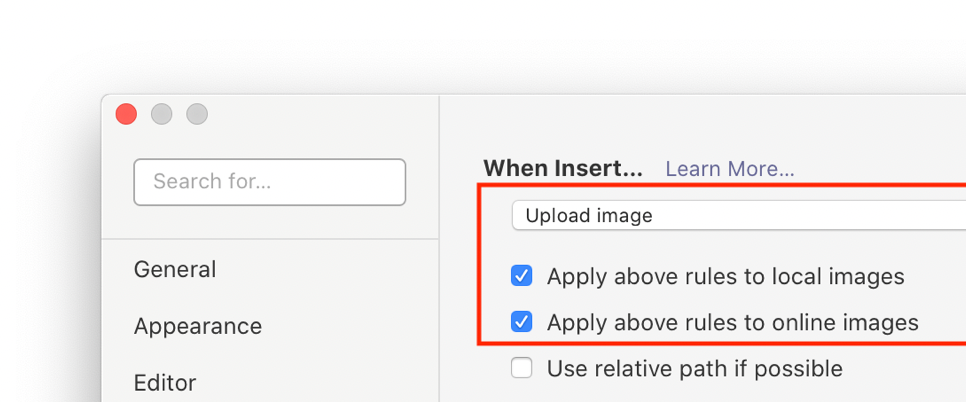 When Insert... Learn More...
Search for...
Upload image
General
Apply above rules to local images
Appearance
Apply above rules to online images
Editor
Use relative path if possible